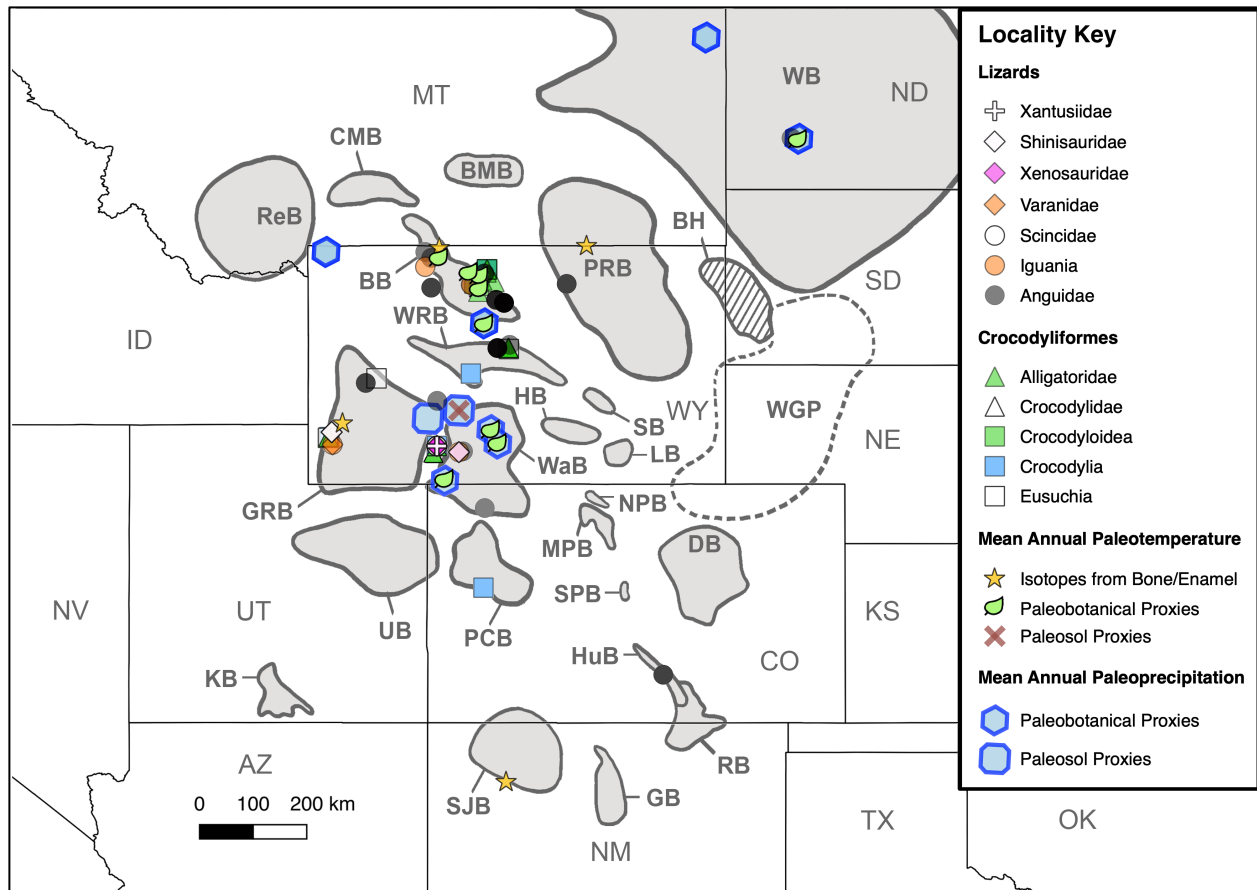 MT
WB
ND
CMB
BMB
ReB
BH
BB
PRB
SD
WRB
ID
HB
SB
WY
WGP
NE
LB
WaB
GRB
NPB
MPB
DB
SPB
NV
UT
UB
PCB
KS
HuB
CO
KB
AZ
RB
SJB
GB
0 100 200 km
NM
TX
OK
Locality Key
Lizards
Xantusiidae
Shinisauridae
Xenosauridae
Varanidae
Scincidae
Iguania
Anguidae
Crocodyliformes
Alligatoridae
Crocodylidae
Crocodyloidea
Crocodylia
Eusuchia
Mean Annual Paleotemperature
Isotopes from Bone/Enamel
Paleobotanical Proxies
Paleosol Proxies
Mean Annual Paleoprecipitation
Paleobotanical Proxies
Paleosol Proxies